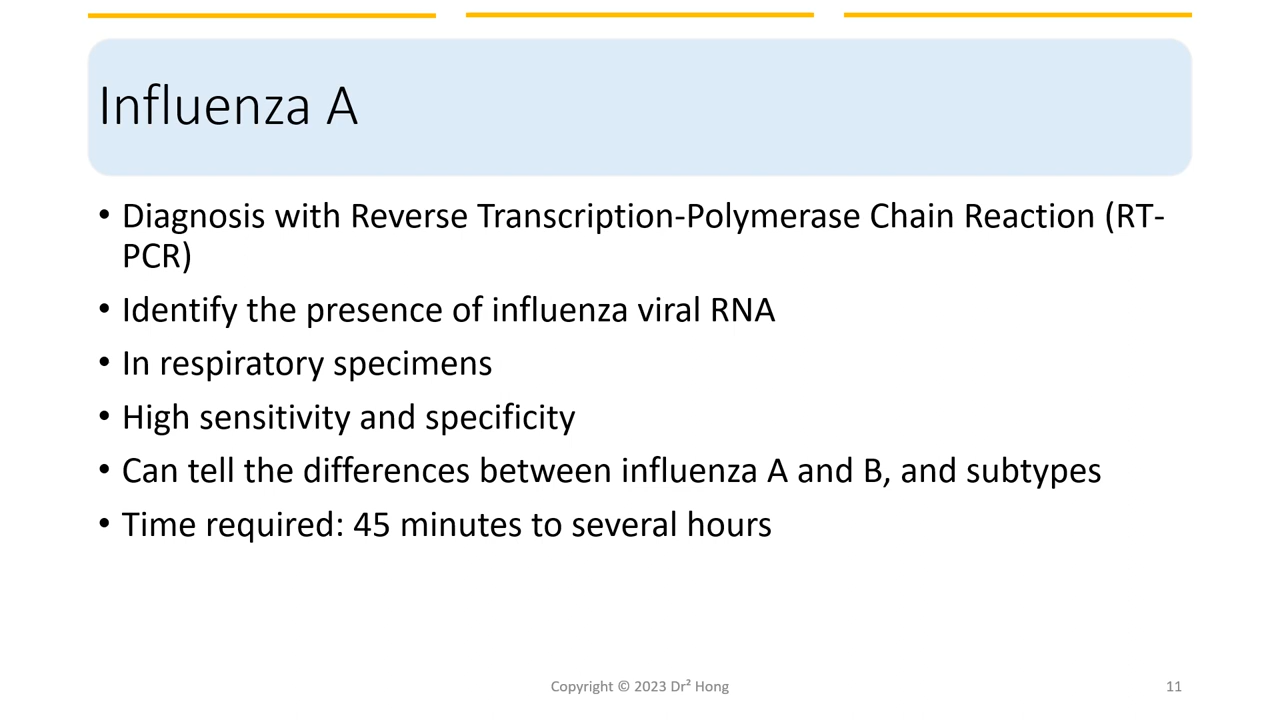 Influenza A
• Diagnosis with Reverse Transcription-Polymerase Chain Reaction (RT-
PCR)
• Identify the presence of influenza viral RNA
• In respiratory specimens
• High sensitivity and specificity
• Can tell the differences between influenza A and B, and subtypes
• Time required: 45 minutes to several hours
Copyright © 2023 Dr² Hong
11